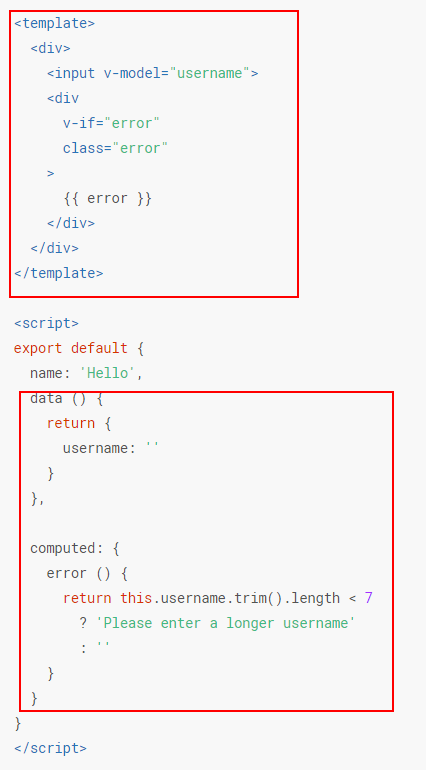 <template>
  <div>
    <input v-model="username">
    <div
      v-if="error"
      class="error"
    >
      {{ error }}
    </div>
  </div>
</template>

<script>
export default {
  name: 'Hello',
  data () {
    return {
      username: ''
    }
  },

  computed: {
    error () {
      return this.username.trim().length < 7
        ? 'Please enter a longer username'
        : ''
    }
  }
}
</script>